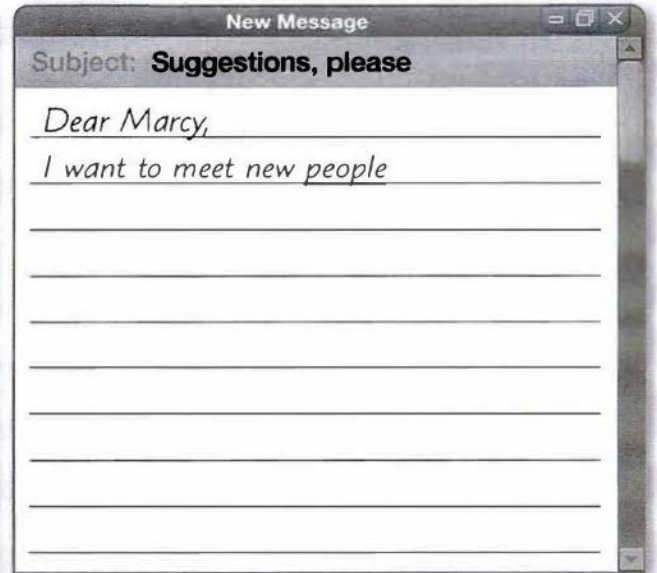 New Message
Subject: Suggestions, please
Dear Marcy,
I want to meet new people